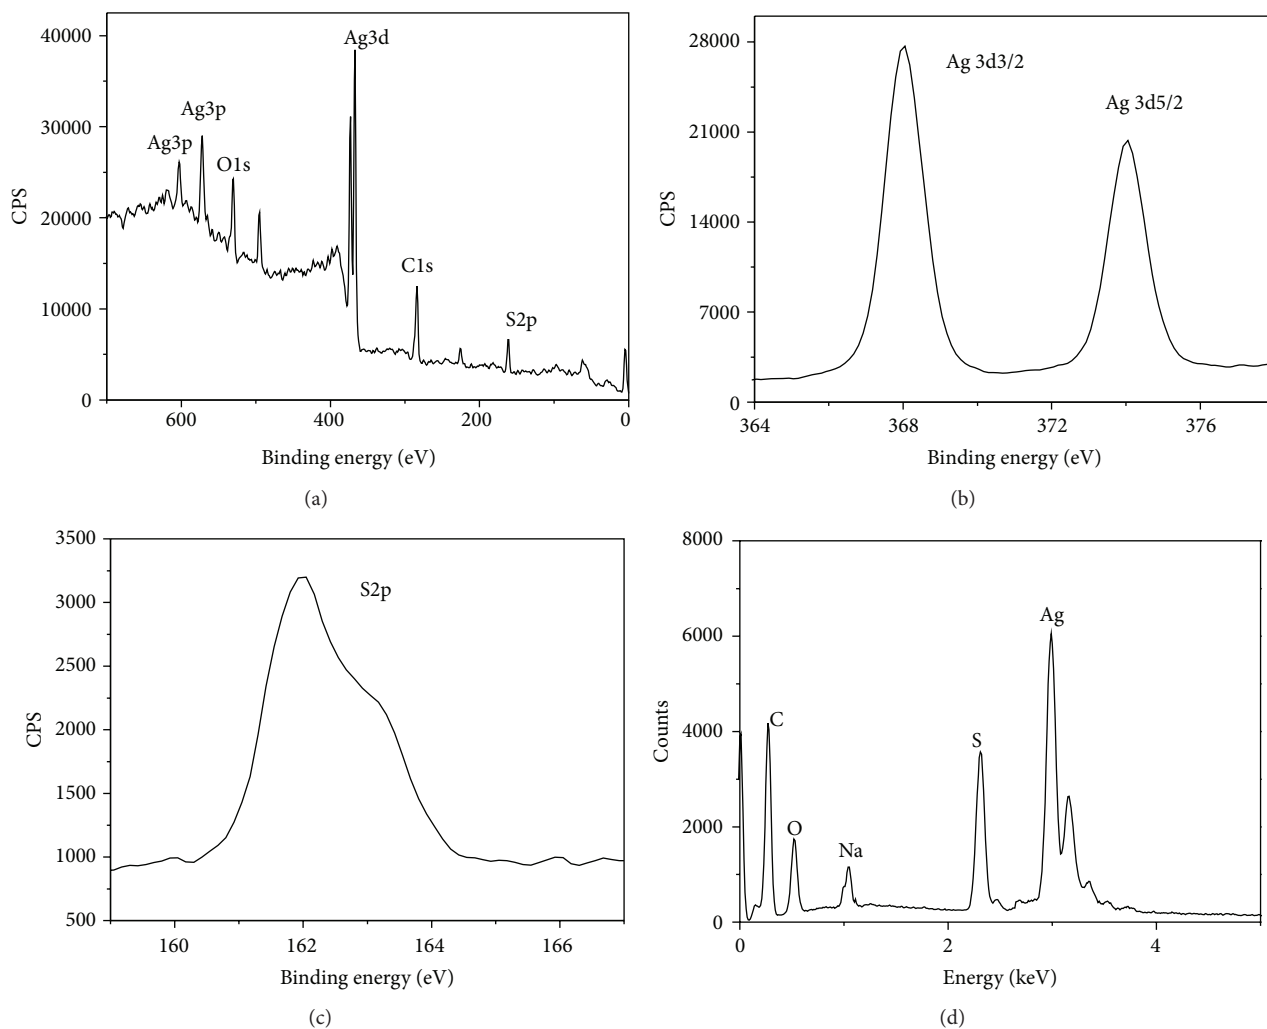 40000
30000
20000
10000
0
CPS
Ag3p
Ag3p
O1s
Ag3d
C1s
S2p
600
400
200
0
Binding energy (eV)
(a)
28000
21000
14000
7000
0
CPS
Ag 3d3/2
Ag 3d5/2
364
368
372
376
Binding energy (eV)
(b)
3500
3000
2500
2000
1500
1000
500
CPS
S2p
160
162
164
166
Binding energy (eV)
(c)
8000
6000
4000
2000
0
Counts
C
O
Na
S
Ag
0
2
4
Energy (keV)
(d)